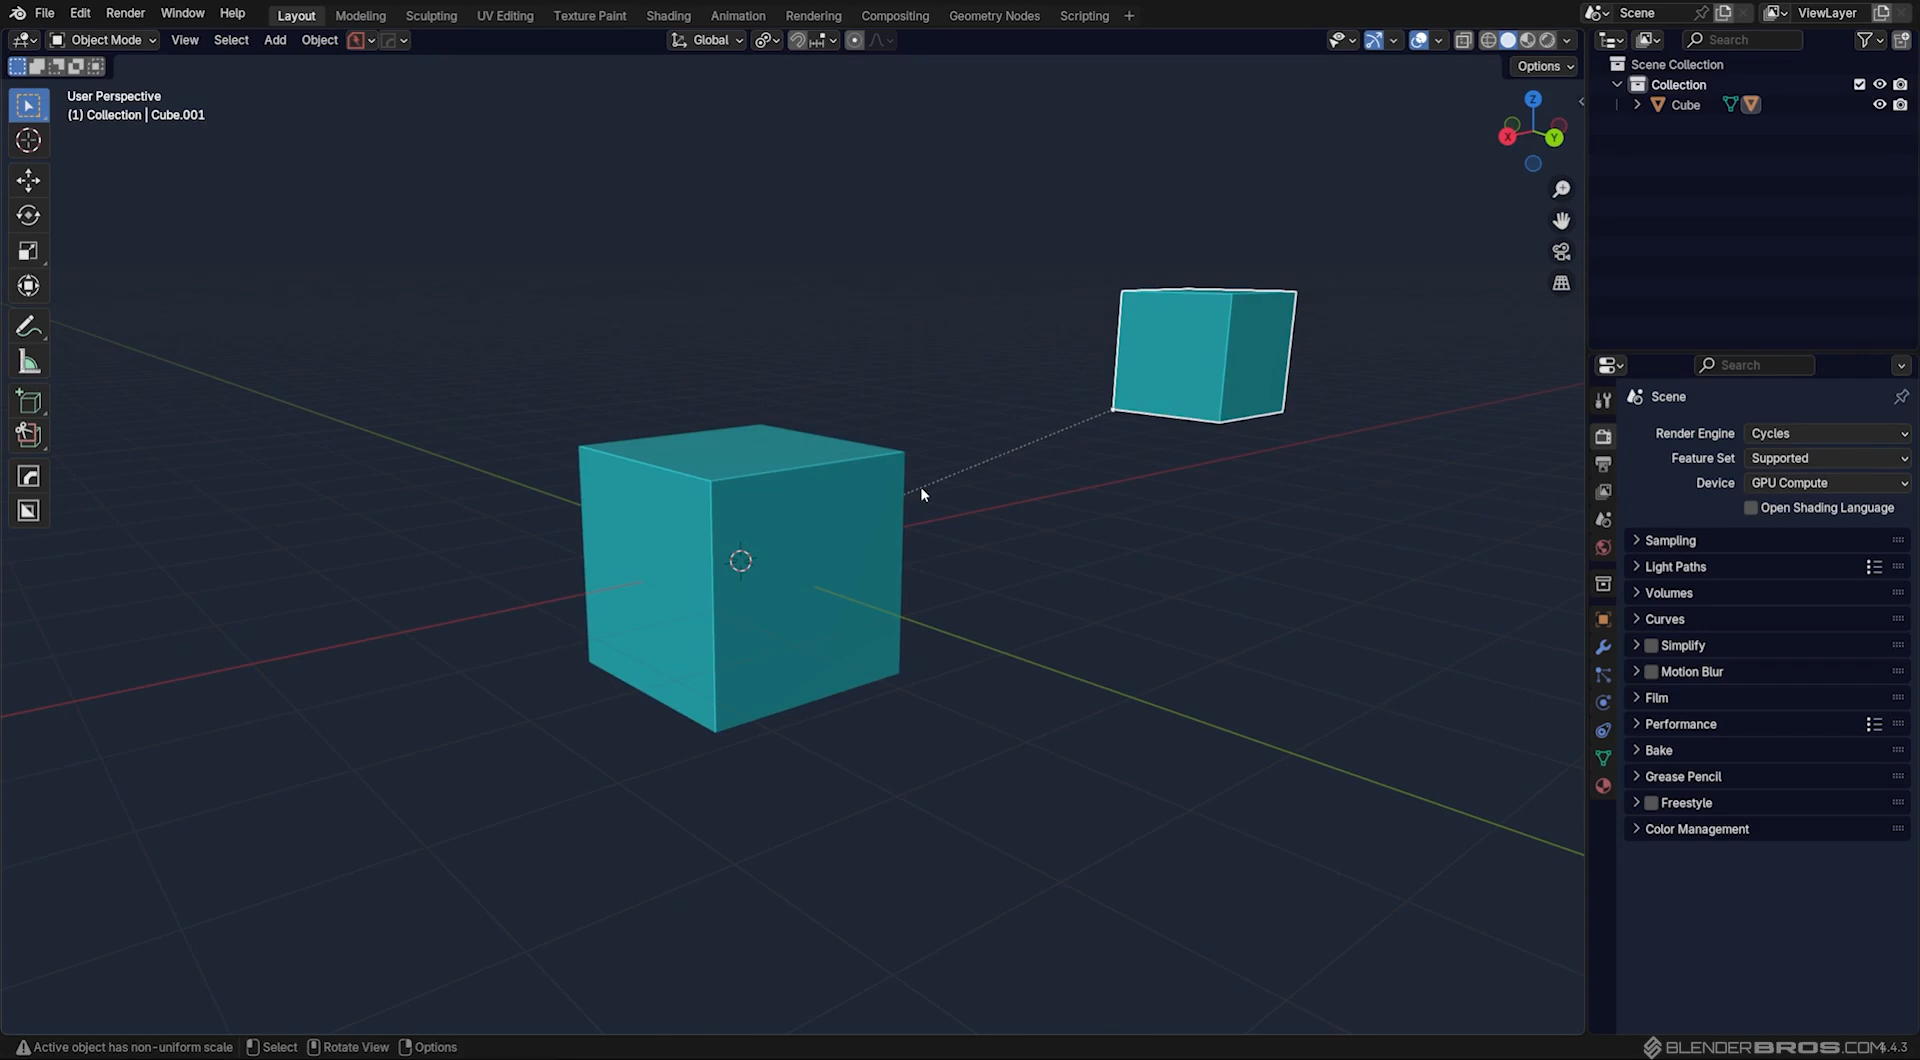 File Edit Render Window Help
Layout Modeling Sculpting UV Editing Texture Paint Shading Animation Rendering Compositing Geometry Nodes Scripting +
Scene
ViewLayer
Object Mode View Select Add Object
Global
Search
Options
User Perspective
(1) Collection | Cube.001
Z
X
Y
Scene Collection
Collection
Cube
Search
Scene
Render Engine Cycles
Feature Set Supported
Device GPU Compute
Open Shading Language
Sampling
Light Paths
Volumes
Curves
Simplify
Motion Blur
Film
Performance
Bake
Grease Pencil
Freestyle
Color Management
Active object has non-uniform scale Select Rotate View Options
BLENDERBROS.COM 4.4.3